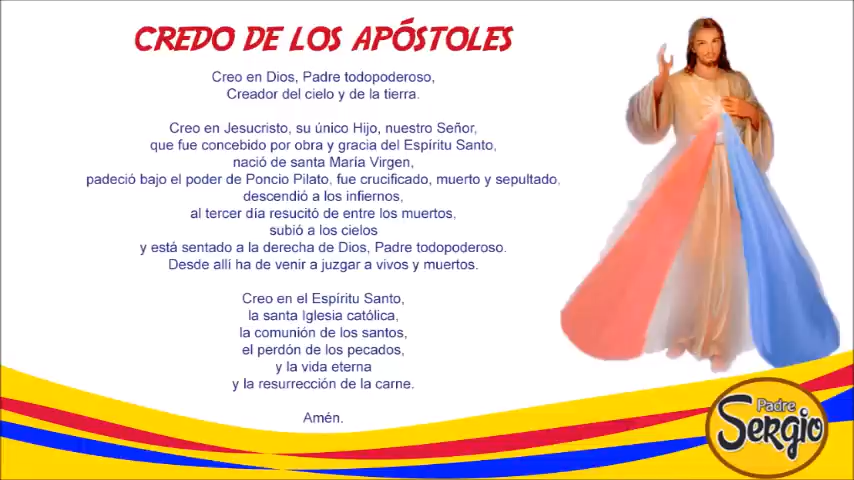 CREDO DE LOS APÓSTOLES
Creo en Dios, Padre todopoderoso,
Creador del cielo y de la tierra.
Creo en Jesucristo, su único Hijo, nuestro Señor,
que fue concebido por obra y gracia del Espíritu Santo,
nació de santa María Virgen,
padeció bajo el poder de Poncio Pilato, fue crucificado, muerto y sepultado,
descendió a los infiernos,
al tercer día resucitó de entre los muertos,
subió a los cielos
y está sentado a la derecha de Dios, Padre todopoderoso.
Desde allí ha de venir a juzgar a vivos y muertos.
Creo en el Espíritu Santo,
la santa Iglesia católica,
la comunión de los santos,
el perdón de los pecados,
y la vida eterna
y la resurrección de la carne.
Amén.
Padre
Sergio